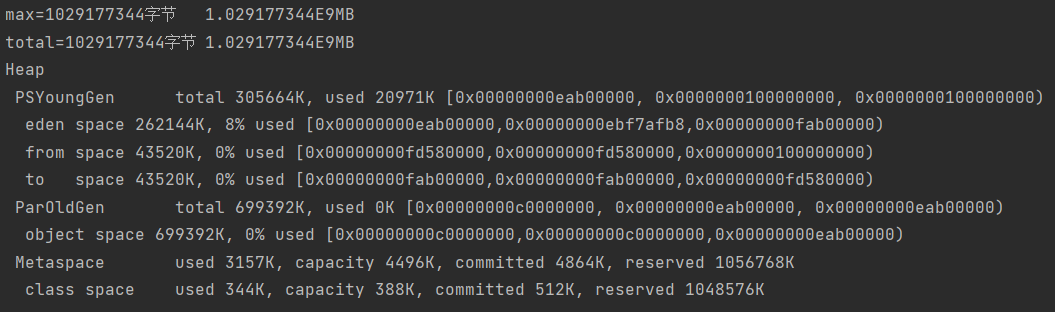 max=1029177344字节   1.029177344E9MB
total=1029177344字节 1.029177344E9MB
Heap
 PSYoungGen      total 305664K, used 20971K [0x00000000eab00000, 0x0000000100000000, 0x0000000100000000)
  eden space 262144K, 8% used [0x00000000eab00000,0x00000000ebf7afb8,0x00000000fab00000)
  from space 43520K, 0% used [0x00000000fd580000,0x00000000fd580000,0x0000000100000000)
  to   space 43520K, 0% used [0x00000000fab00000,0x00000000fab00000,0x00000000fd580000)
 ParOldGen       total 699392K, used 0K [0x00000000c0000000, 0x00000000eab00000, 0x00000000eab00000)
  object space 699392K, 0% used [0x00000000c0000000,0x00000000c0000000,0x00000000eab00000)
 Metaspace       used 3157K, capacity 4496K, committed 4864K, reserved 1056768K
  class space    used 344K, capacity 388K, committed 512K, reserved 1048576K